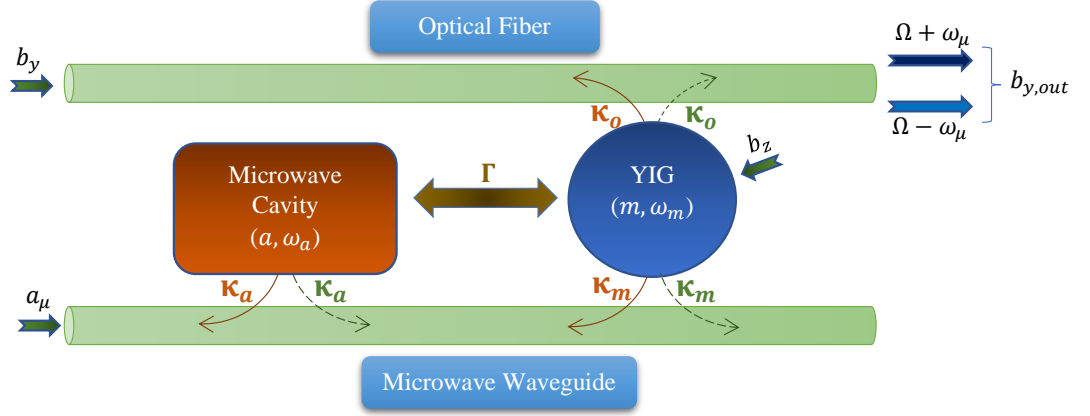 Optical Fiber
b_y
Ω + ω_μ
Ω − ω_μ
b_{y,out}
κ_o
κ_o
b_z
Microwave
Cavity
(a, ω_a)
Γ
YIG
(m, ω_m)
κ_a
κ_a
κ_m
κ_m
a_μ
Microwave Waveguide